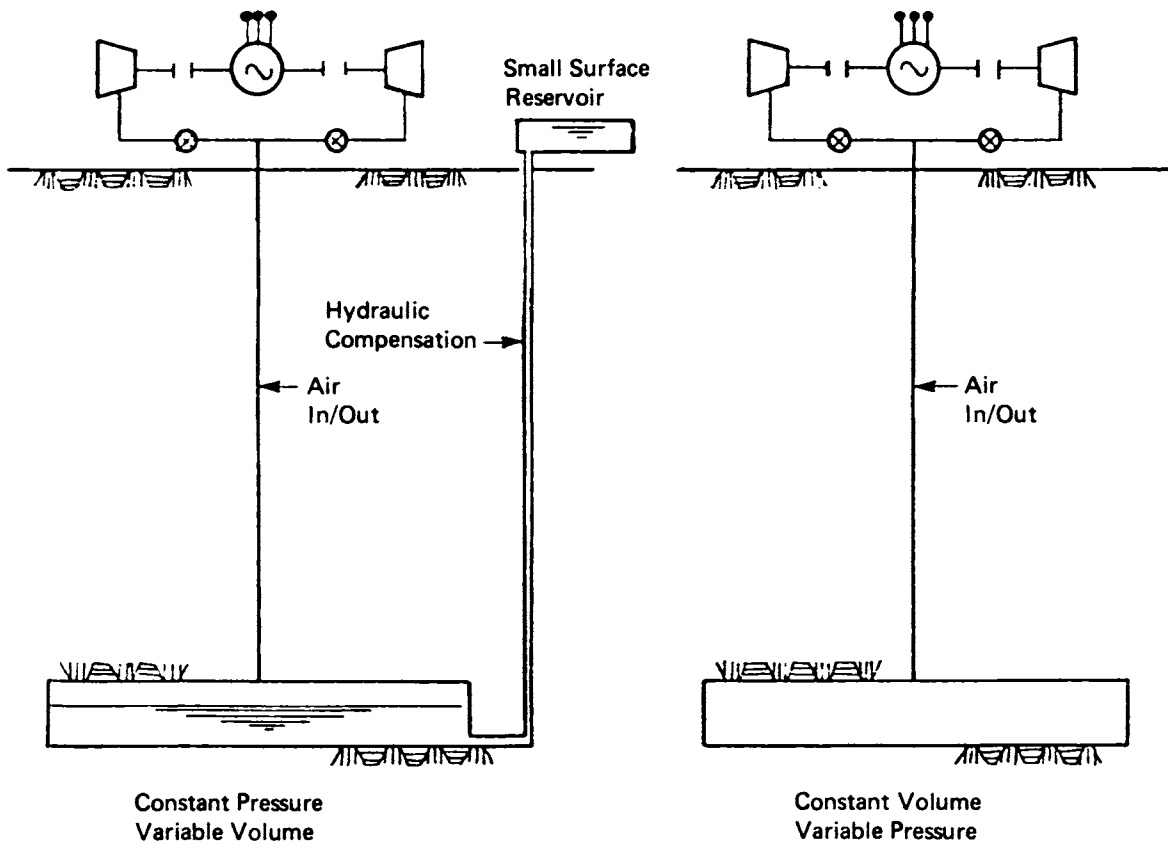 Small Surface
Reservoir
Hydraulic
Compensation
Air
In/Out
Air
In/Out
Constant Pressure
Variable Volume
Constant Volume
Variable Pressure